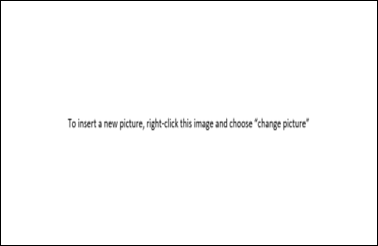 To insert a new picture, right-click this image and choose “change picture”